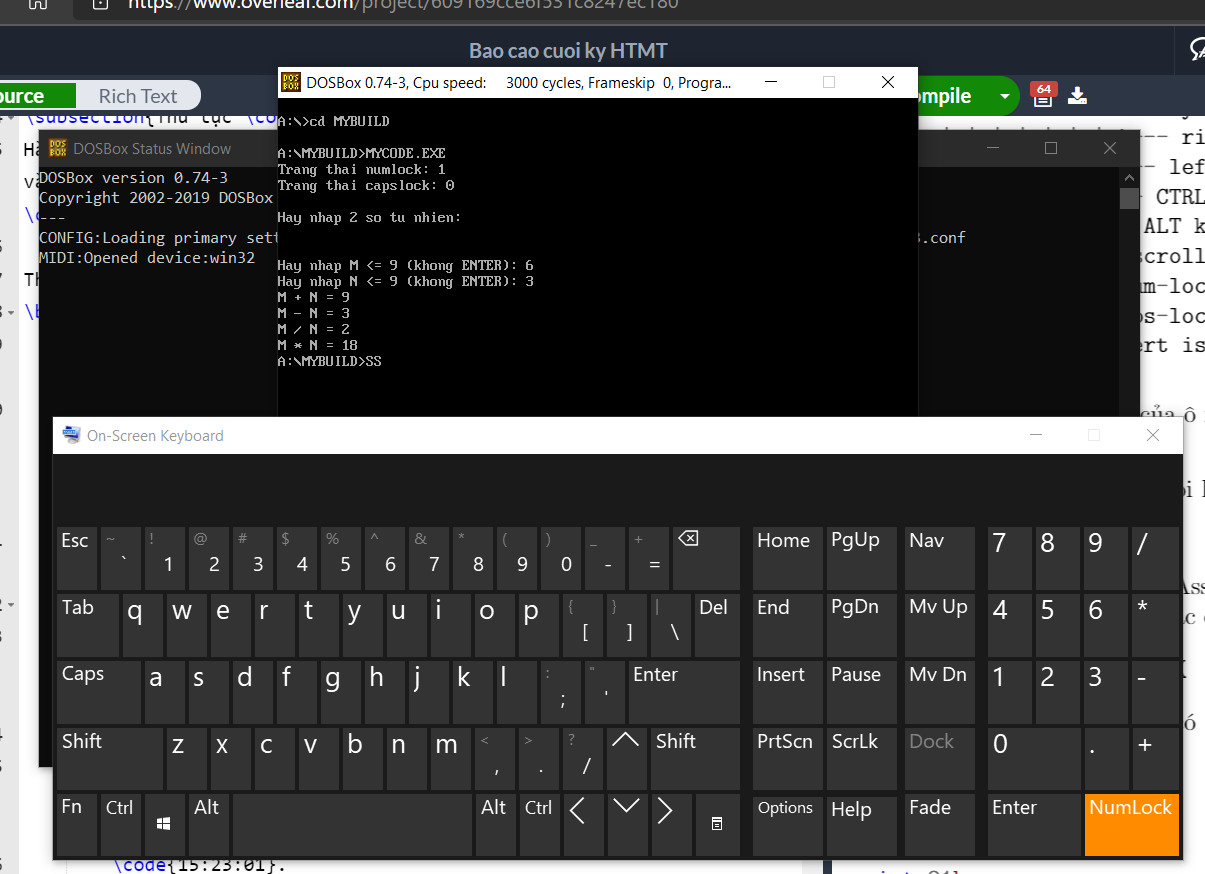 https://www.overleaf.com/project/609169cce6f531c8247ec180
Bao cao cuoi ky HTMT
ource
Rich Text
mpile
64
\subsection{Thủ tục \co
DOSBox 0.74-3, Cpu speed: 3000 cycles, Frameskip 0, Progra...
A:\>cd MYBUILD
A:\MYBUILD>MYCODE.EXE
Trang thai numlock: 1
Trang thai capslock: 0
Hay nhap 2 so tu nhien:
Hay nhap M <= 9 (khong ENTER): 6
Hay nhap N <= 9 (khong ENTER): 3
M + N = 9
M - N = 3
M / N = 2
M * N = 18
A:\MYBUILD>SS
DOSBox Status Window
DOSBox version 0.74-3
Copyright 2002-2019 DOSBox
---
CONFIG:Loading primary sett
.conf
MIDI:Opened device:win32
--- ri
-- lef
CTRL
ALT k
scroll
m-loc
ps-loc
ert is
của ô
On-Screen Keyboard
Esc ~ ` ! 1 @ 2 # 3 $ 4 % 5 ^ 6 & 7 * 8 ( 9 ) 0 _ - + = Home PgUp Nav 7 8 9 /
Tab q w e r t y u i o p { [ } ] | \ Del End PgDn Mv Up 4 5 6 *
Caps a s d f g h j k l : ; " ' Enter Insert Pause Mv Dn 1 2 3 -
Shift z x c v b n m < , > . ? / Shift PrtScn ScrLk Dock 0 . +
Fn Ctrl Alt Alt Ctrl Options Help Fade Enter NumLock
\code{15:23:01}.